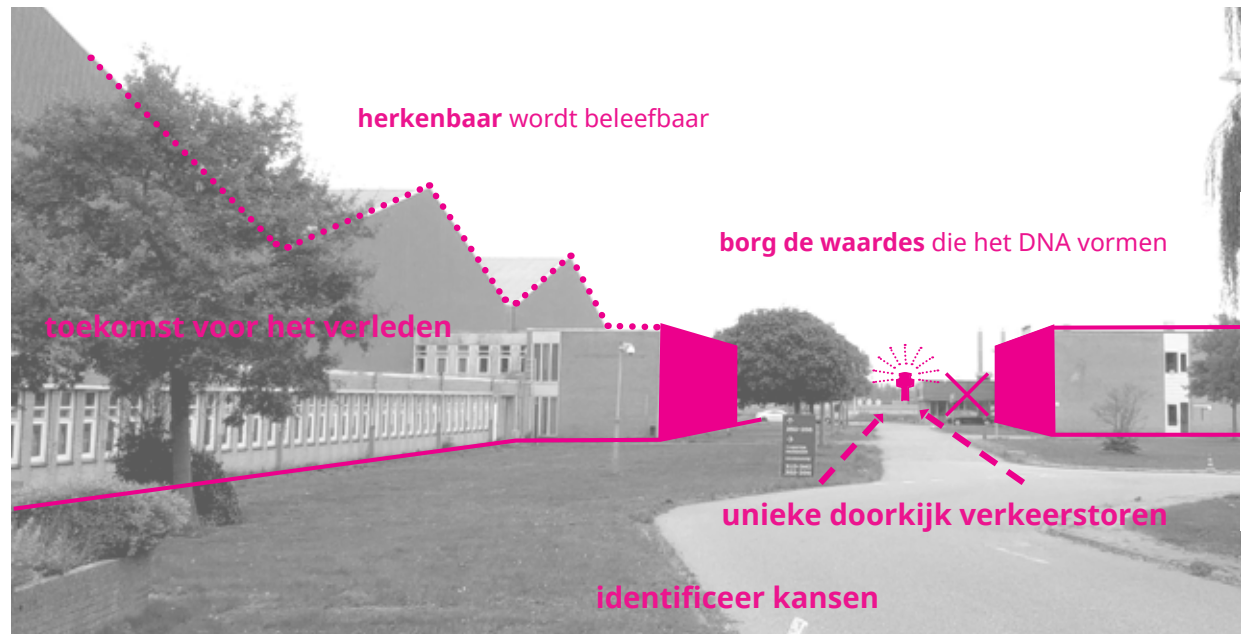 herkenbaar wordt beleefbaar
borg de waardes die het DNA vormen
toekomst voor het verleden
unieke doorkijk verkeerstoren
identificeer kansen